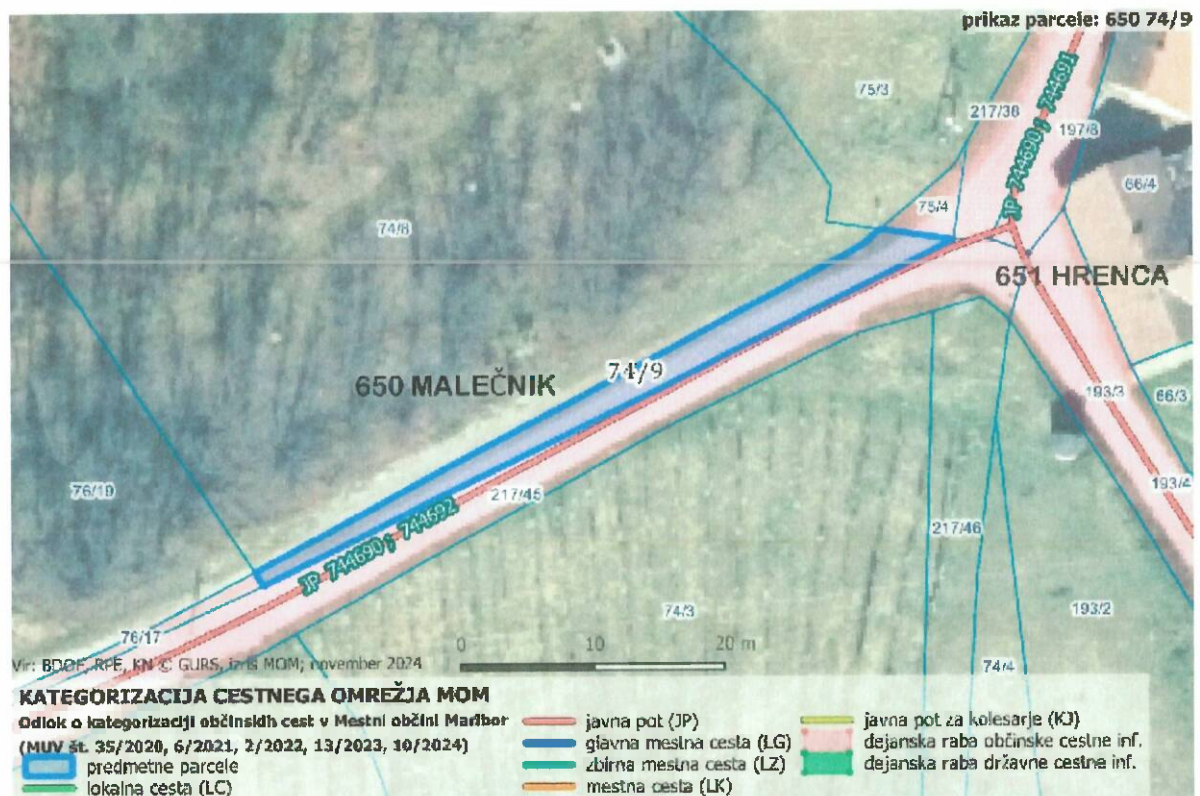 prikaz parcele: 650 74/9
75/3
217/38
JP 744690 ; 744691
197/8
66/4
75/4
74/8
651 HRENCA
650 MALEČNIK
74/9
193/3
66/3
76/19
193/4
217/45
JP 744690 ; 744692
217/46
74/3
193/2
76/17
74/4
0 10 20 m
Vir: BDOF, RPE, KN © GURS, izris MOM; november 2024
KATEGORIZACIJA CESTNEGA OMREŽJA MOM
Odlok o kategorizaciji občinskih cest v Mestni občini Maribor
(MUV št. 35/2020, 6/2021, 2/2022, 13/2023, 10/2024)
predmetne parcele
lokalna cesta (LC)
javna pot (JP)
glavna mestna cesta (LG)
zbirna mestna cesta (LZ)
mestna cesta (LK)
javna pot za kolesarje (KJ)
dejanska raba občinske cestne inf.
dejanska raba državne cestne inf.